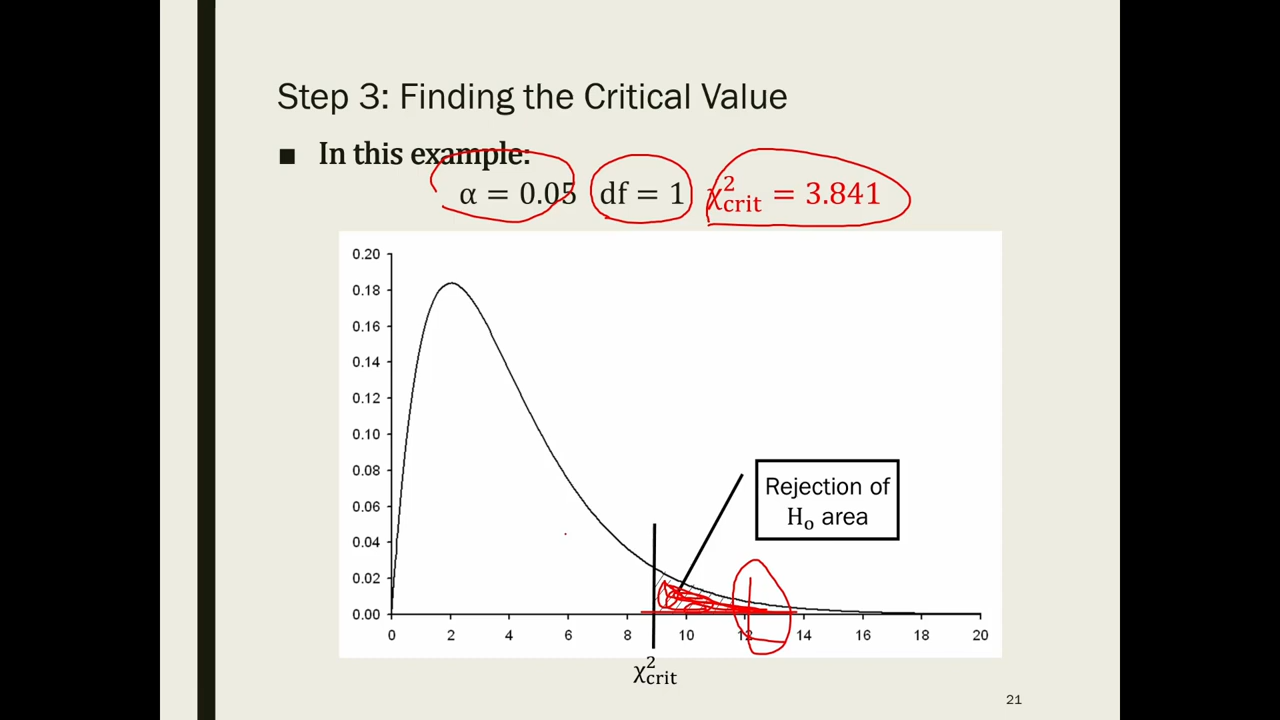 Step 3: Finding the Critical Value
■ In this example:
α = 0.05 df = 1 χ²crit = 3.841
0.20
0.18
0.16
0.14
0.12
0.10
0.08
0.06
0.04
0.02
0.00
Rejection of
H₀ area
0 2 4 6 8 10 12 14 16 18 20
χ²crit
21